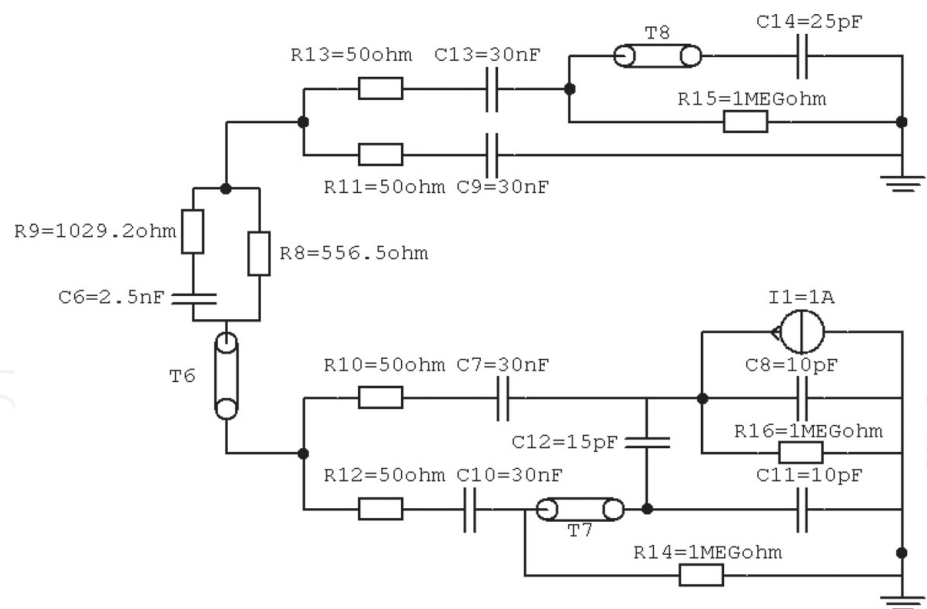 C14=25pF
T8
R13=50ohm C13=30nF
R15=1MEGohm
R11=50ohm C9=30nF
R9=1029.2ohm
R8=556.5ohm
C6=2.5nF
I1=1A
T6
R10=50ohm C7=30nF
C8=10pF
C12=15pF
R16=1MEGohm
R12=50ohm C10=30nF
C11=10pF
T7
R14=1MEGohm